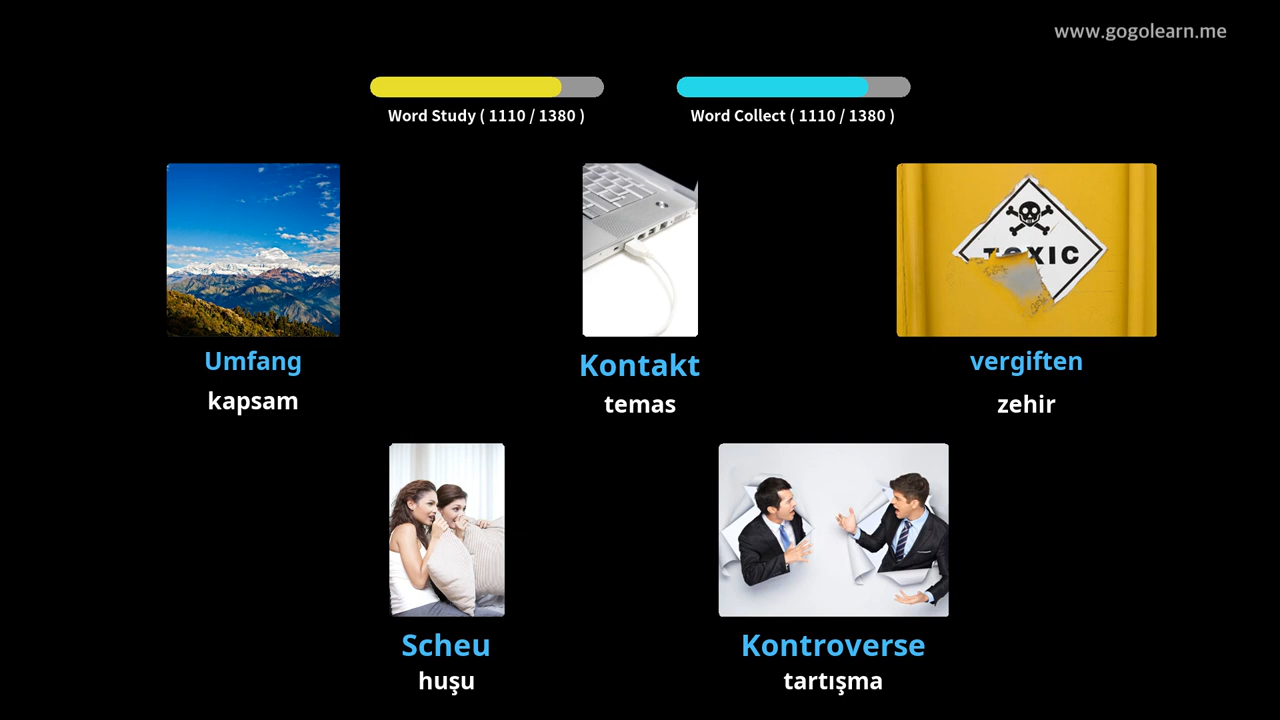 www.gogolearn.me
Word Study ( 1110 / 1380 )
Word Collect ( 1110 / 1380 )
TOXIC
Umfang
Kontakt
vergiften
kapsam
temas
zehir
Scheu
Kontroverse
huşu
tartışma